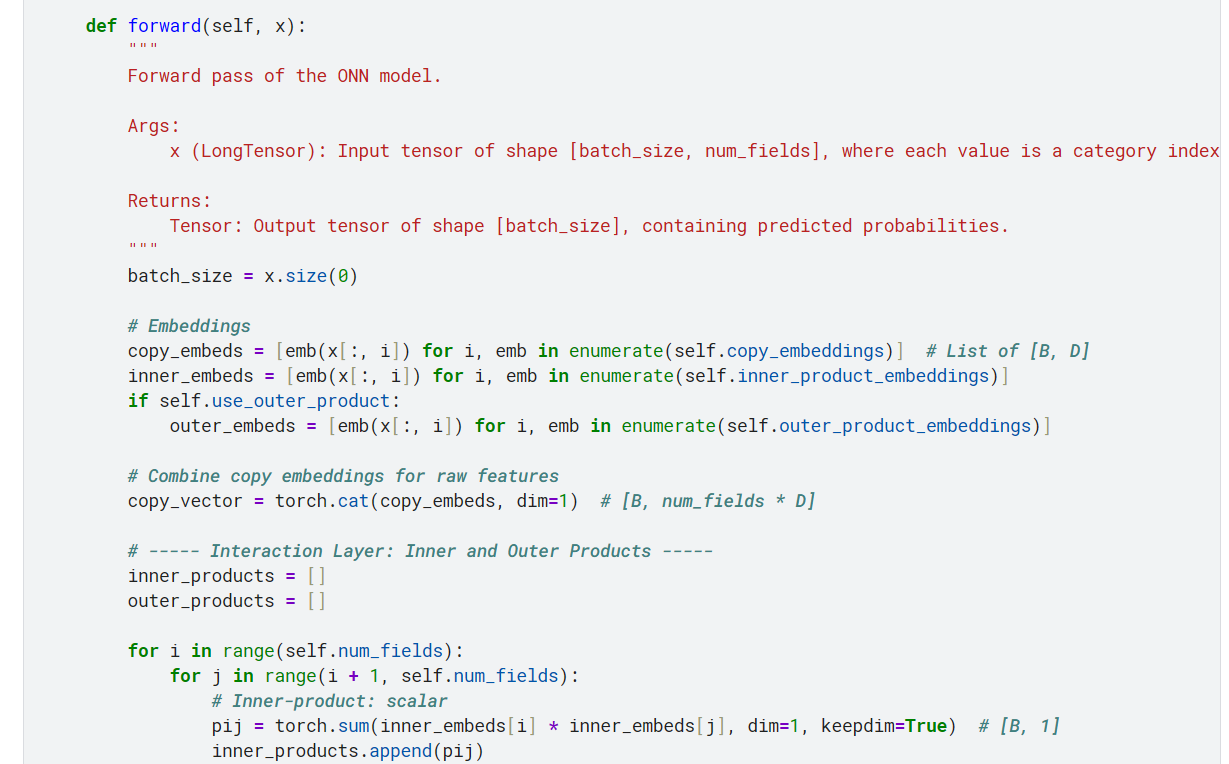 def forward(self, x):
"""
Forward pass of the ONN model.
Args:
x (LongTensor): Input tensor of shape [batch_size, num_fields], where each value is a category index
Returns:
Tensor: Output tensor of shape [batch_size], containing predicted probabilities.
"""
batch_size = x.size(0)
# Embeddings
copy_embeds = [emb(x[:, i]) for i, emb in enumerate(self.copy_embeddings)]  # List of [B, D]
inner_embeds = [emb(x[:, i]) for i, emb in enumerate(self.inner_product_embeddings)]
if self.use_outer_product:
outer_embeds = [emb(x[:, i]) for i, emb in enumerate(self.outer_product_embeddings)]
# Combine copy embeddings for raw features
copy_vector = torch.cat(copy_embeds, dim=1)  # [B, num_fields * D]
# ----- Interaction Layer: Inner and Outer Products -----
inner_products = []
outer_products = []
for i in range(self.num_fields):
for j in range(i + 1, self.num_fields):
# Inner-product: scalar
pij = torch.sum(inner_embeds[i] * inner_embeds[j], dim=1, keepdim=True)  # [B, 1]
inner_products.append(pij)